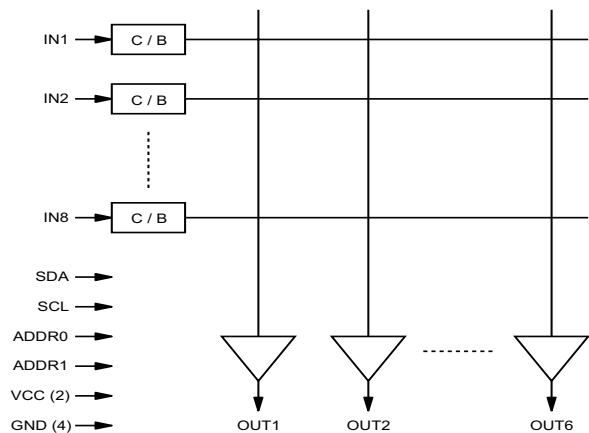 IN1 C / B
IN2 C / B
IN8 C / B
SDA
SCL
ADDR0
ADDR1
VCC (2)
GND (4) OUT1 OUT2 OUT6